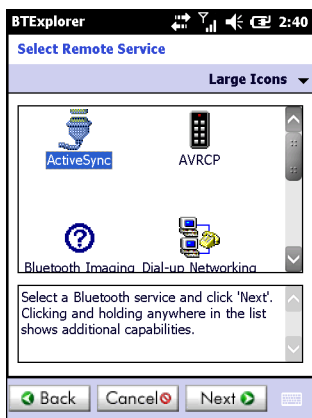 BTExplorer 2:40
Select Remote Service
Large Icons
ActiveSync AVRCP
Bluetooth Imaging Dial-up Networking
Select a Bluetooth service and click 'Next'.
Clicking and holding anywhere in the list
shows additional capabilities.
Back Cancel Next